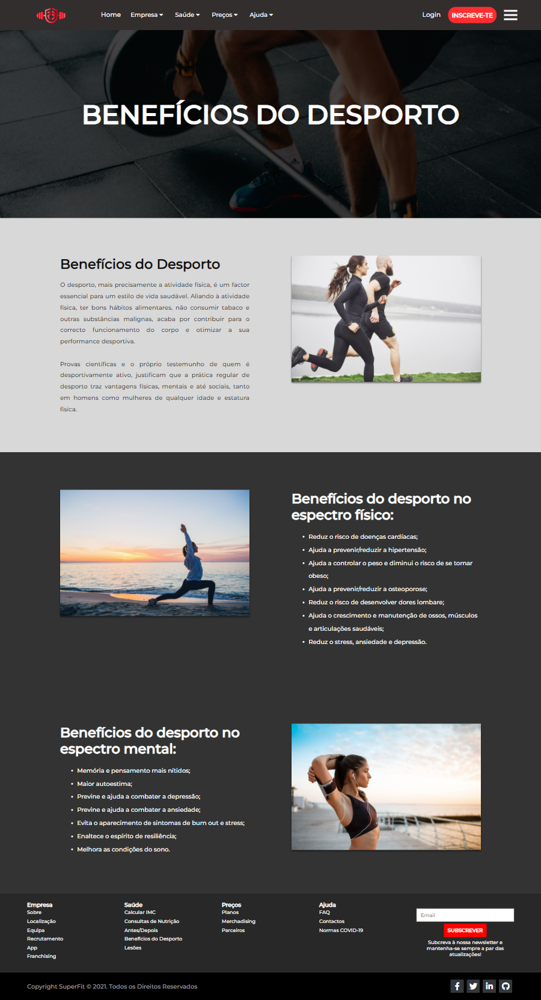 Home Empresa Saúde Preços Ajuda Login INSCREVE-TE
BENEFÍCIOS DO DESPORTO
Benefícios do Desporto
O desporto, mais precisamente a atividade física, é um factor
essencial para um estilo de vida saudável. Aliando à atividade
física, ter bons hábitos alimentares, não consumir tabaco e
outras substâncias malignas, acaba por contribuir para o
correcto funcionamento do corpo e otimizar a sua
performance desportiva.
Provas científicas e o próprio testemunho de quem é
desportivamente ativo, justificam que a prática regular de
desporto traz vantagens físicas, mentais e até sociais, tanto
em homens como mulheres de qualquer idade e estatura
física.
Benefícios do desporto no
espectro físico:
• Reduz o risco de doenças cardíacas;
• Ajuda a prevenir/reduzir a hipertensão;
• Ajuda a controlar o peso e diminui o risco de se tornar
obeso;
• Ajuda a prevenir/reduzir a osteoporose;
• Reduz o risco de desenvolver dores lombare;
• Ajuda o crescimento e manutenção de ossos, músculos
e articulações saudáveis;
• Reduz o stress, ansiedade e depressão.
Benefícios do desporto no
espectro mental:
• Memória e pensamento mais nítidos;
• Maior autoestima;
• Previne e ajuda a combater a depressão;
• Previne e ajuda a combater a ansiedade;
• Evita o aparecimento de sintomas de burn out e stress;
• Enaltece o espírito de resiliência;
• Melhora as condições do sono.
Empresa
Sobre
Localização
Equipa
Recrutamento
App
Franchising
Saúde
Calcular IMC
Consultas de Nutrição
Antes/Depois
Benefícios do Desporto
Lesões
Preços
Planos
Merchadising
Parceiros
Ajuda
FAQ
Contactos
Normas COVID-19
Email
SUBSCREVER
Subcreva à nossa newsletter e
mantenha-se sempre a par das
atualizações!
Copyright SuperFit © 2021. Todos os Direitos Reservados